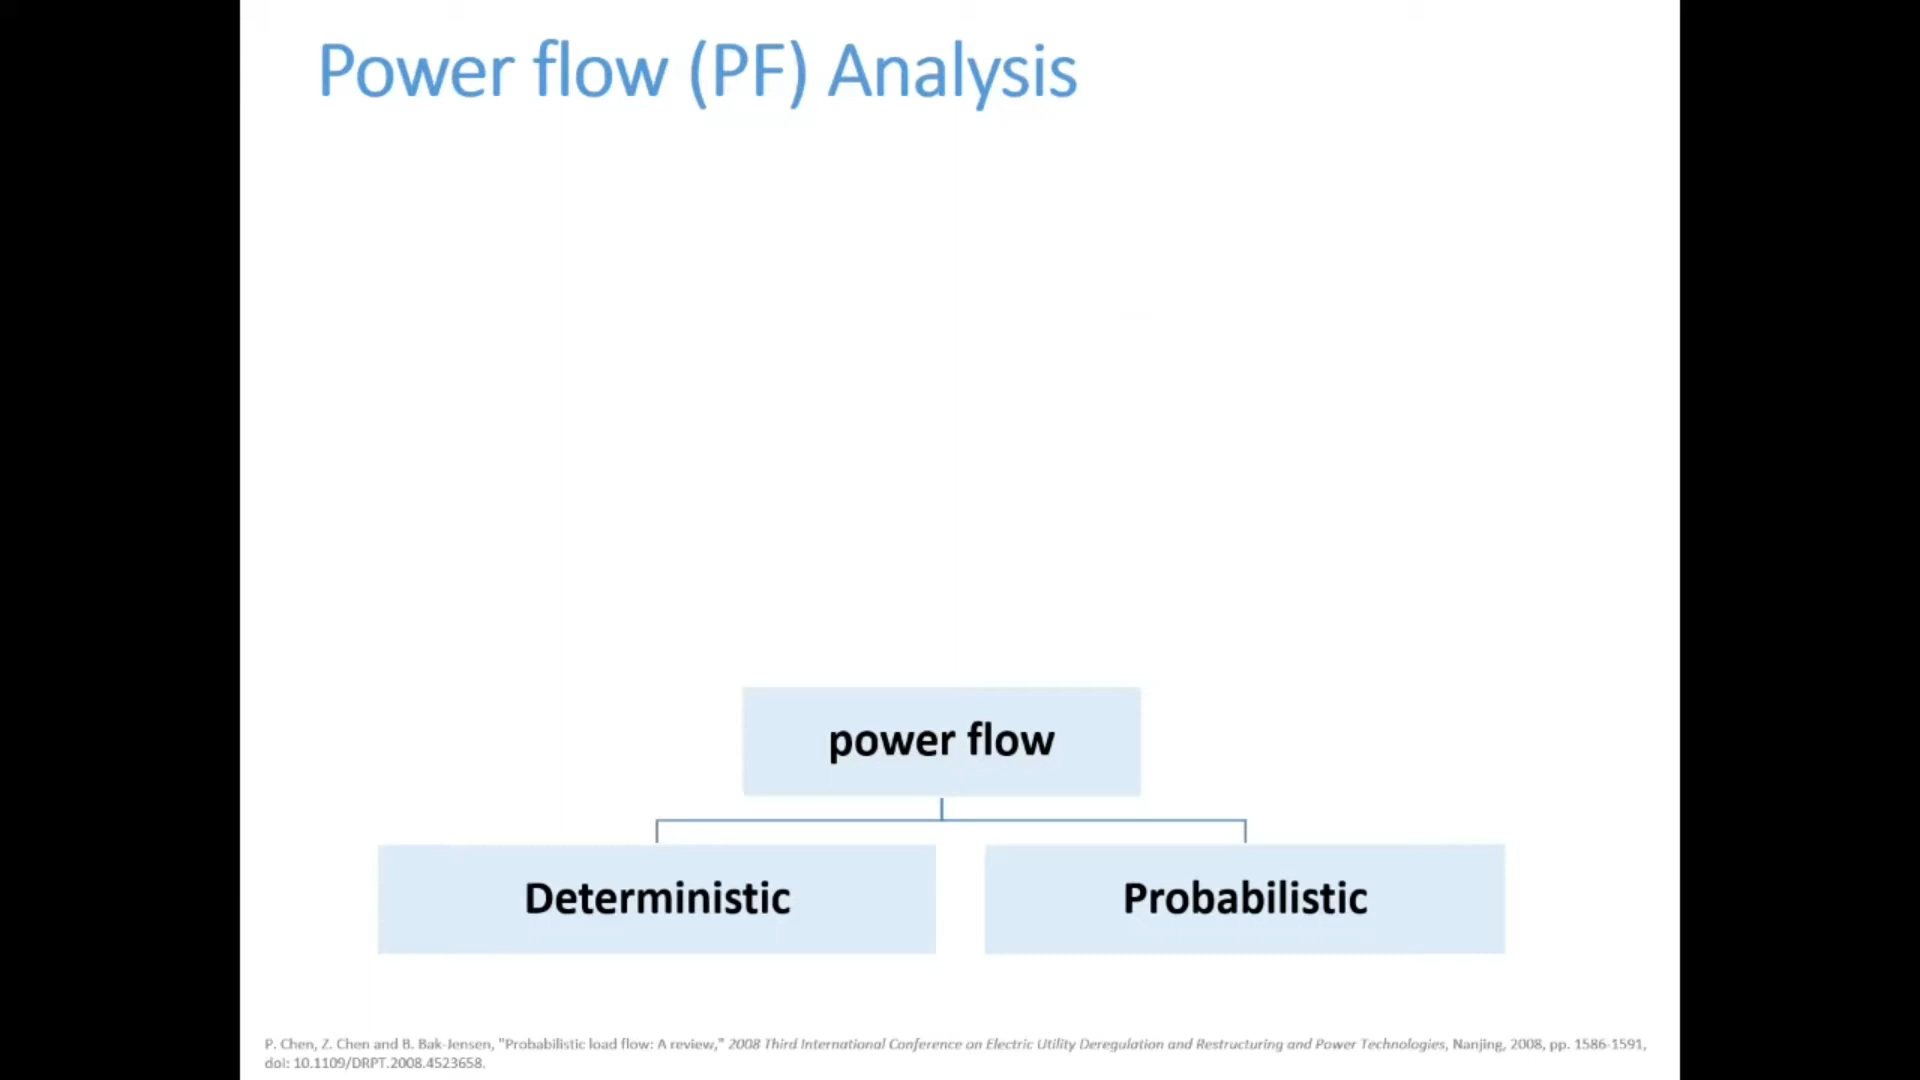 Power flow (PF) Analysis
power flow
Deterministic
Probabilistic
P. Chen, Z. Chen and B. Bak-Jensen, "Probabilistic load flow: A review," 2008 Third International Conference on Electric Utility Deregulation and Restructuring and Power Technologies, Nanjing, 2008, pp. 1586-1591,
doi: 10.1109/DRPT.2008.4523658.